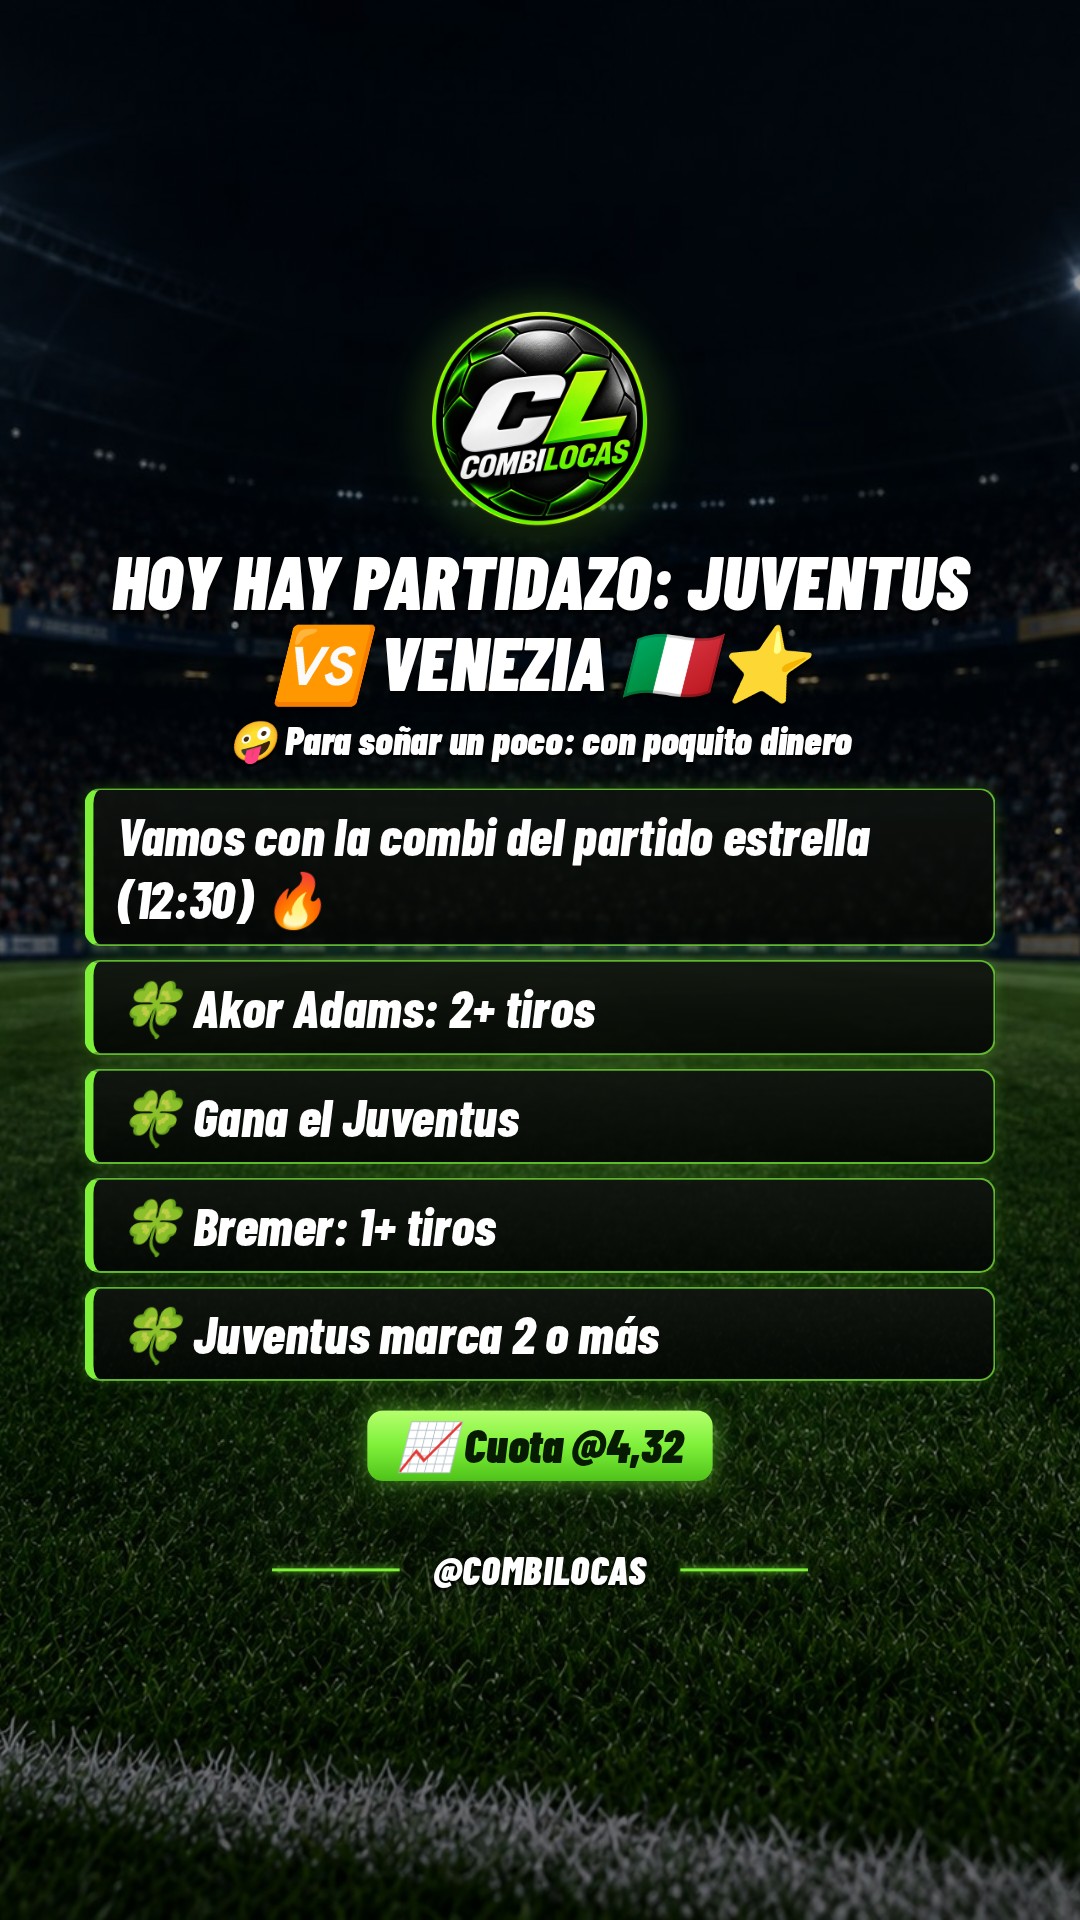 CL
COMBILOCAS
HOY HAY PARTIDAZO: JUVENTUS
🆚 VENEZIA 🇮🇹⭐
🤪 Para soñar un poco: con poquito dinero
Vamos con la combi del partido estrella
(12:30) 🔥
🍀 Akor Adams: 2+ tiros
🍀 Gana el Juventus
🍀 Bremer: 1+ tiros
🍀 Juventus marca 2 o más
📈 Cuota @4,32
@COMBILOCAS